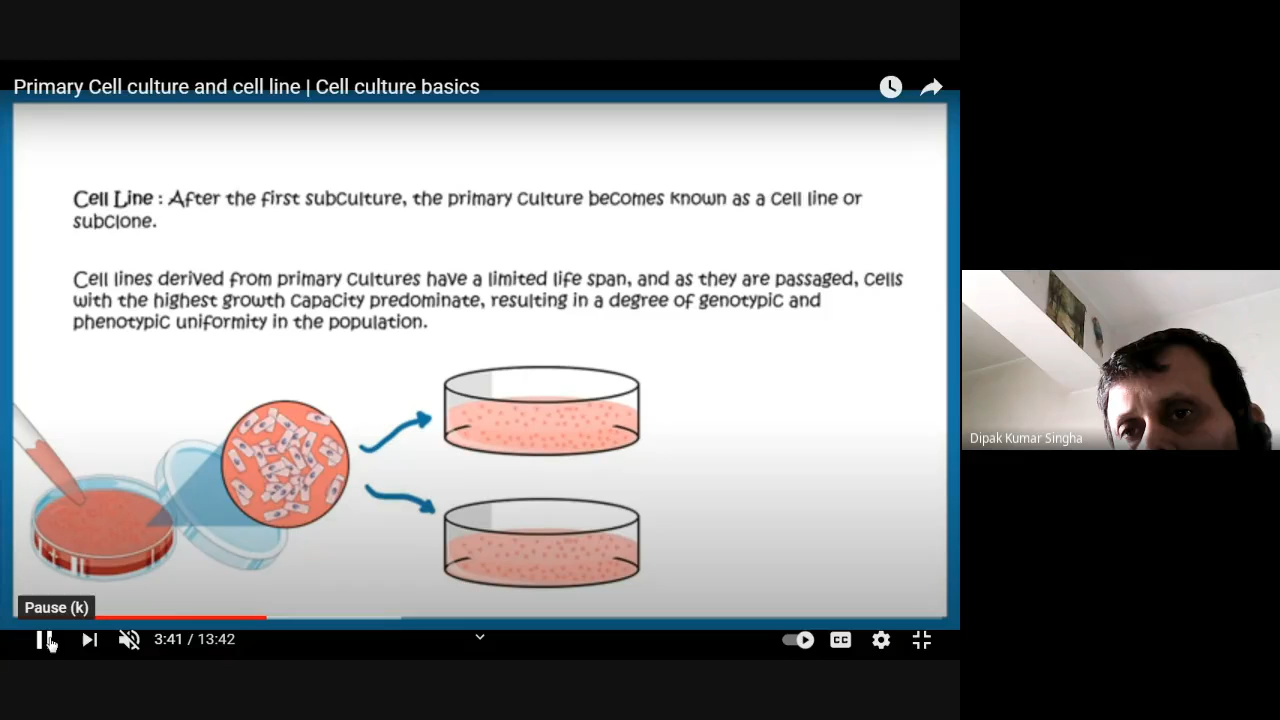 Primary Cell culture and cell line | Cell culture basics
Cell Line : After the first subculture, the primary culture becomes known as a cell line or
subclone.
Cell lines derived from primary cultures have a limited life span, and as they are passaged, cells
with the highest growth capacity predominate, resulting in a degree of genotypic and
phenotypic uniformity in the population.
Dipak Kumar Singha
Pause (k)
3:41 / 13:42
CC